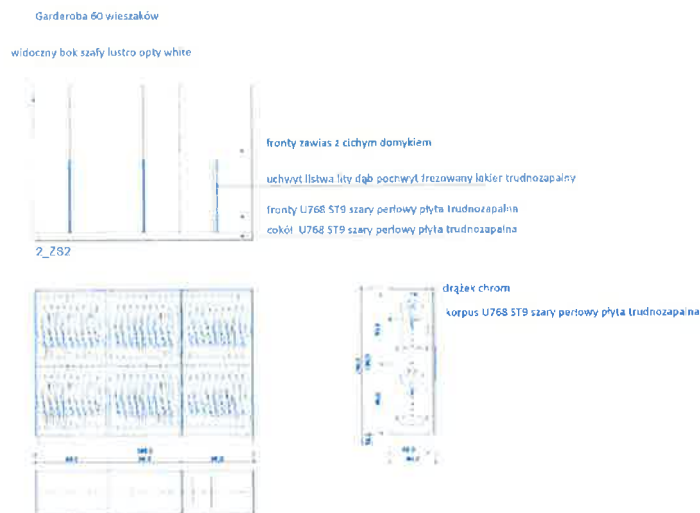 Garderoba 60 wieszaków
widoczny bok szafy lustro opty white
fronty zawias z cichym domykiem
uchwyt listwa lity dąb pochwyt frezowany lakier trudnozapalny
fronty U768 ST9 szary perłowy płyta trudnozapalna
cokół U768 ST9 szary perłowy płyta trudnozapalna
2_ZS2
drążek chrom
korpus U768 ST9 szary perłowy płyta trudnozapalna